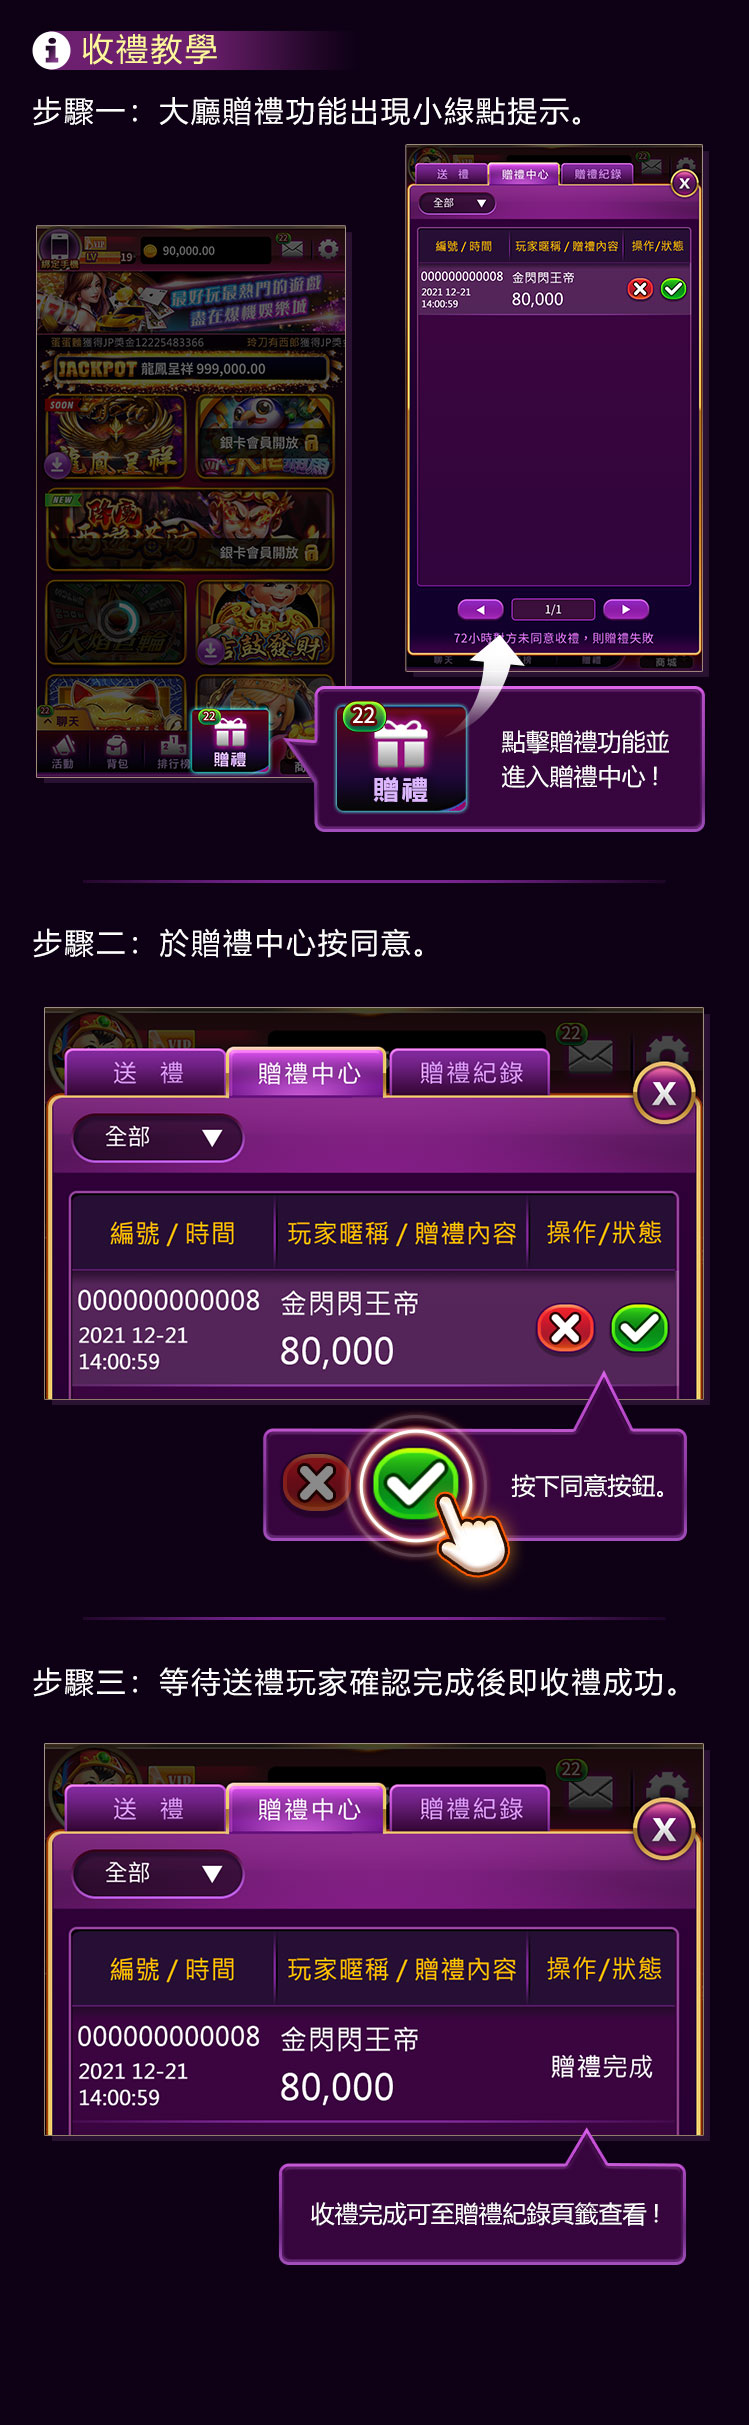 收禮教學
步驟一：大廳贈禮功能出現小綠點提示。
送 禮
贈禮中心
贈禮紀錄
22
X
全部
編號 / 時間
玩家暱稱 / 贈禮內容
操作/狀態
000000000008
金閃閃王帝
2021 12-21
14:00:59
80,000
1/1
72小時對方未同意收禮，則贈禮失敗
聊天
贈禮
商城
綁定手機
VIP
LV
19
90,000.00
22
最好玩最熱門的遊戲
盡在爆機娛樂城
獲得JP獎金12225483366
玲刀有西部獲得JP獎
JACKPOT 龍鳳呈祥 999,000.00
SOON
龍鳳呈祥
銀卡會員開放
NEW
西遊塔防
銀卡會員開放
發財
22
聊天
活動
背包
排行榜
22
贈禮
商
22
贈禮
點擊贈禮功能並
進入贈禮中心！
步驟二：於贈禮中心按同意。
VIP
22
送 禮
贈禮中心
贈禮紀錄
X
全部
編號 / 時間
玩家暱稱 / 贈禮內容
操作/狀態
000000000008
金閃閃王帝
2021 12-21
14:00:59
80,000
按下同意按鈕。
步驟三：等待送禮玩家確認完成後即收禮成功。
VIP
22
送 禮
贈禮中心
贈禮紀錄
X
全部
編號 / 時間
玩家暱稱 / 贈禮內容
操作/狀態
000000000008
金閃閃王帝
2021 12-21
14:00:59
80,000
贈禮完成
收禮完成可至贈禮紀錄頁籤查看！